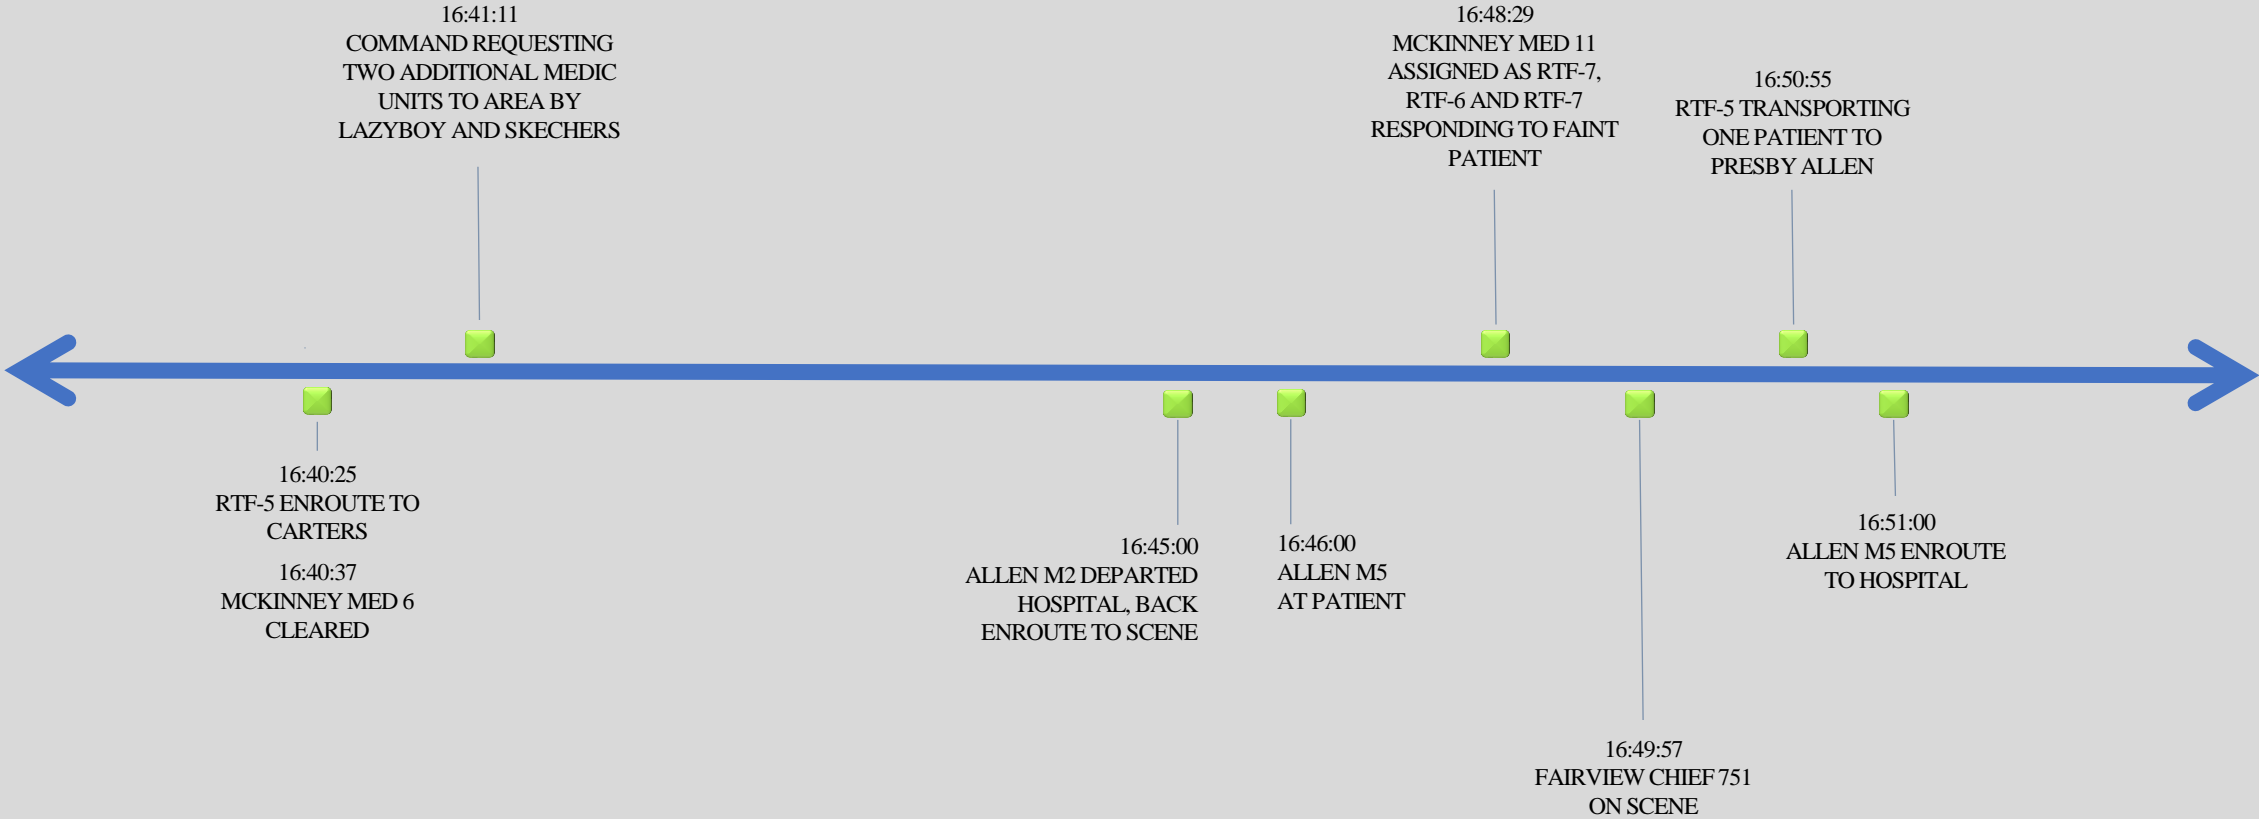 16:41:11
COMMAND REQUESTING
TWO ADDITIONAL MEDIC
UNITS TO AREA BY
LAZYBOY AND SKECHERS
16:48:29
MCKINNEY MED 11
ASSIGNED AS RTF-7,
RTF-6 AND RTF-7
RESPONDING TO FAINT
PATIENT
16:50:55
RTF-5 TRANSPORTING
ONE PATIENT TO
PRESBY ALLEN
16:40:25
RTF-5 ENROUTE TO
CARTERS
16:40:37
MCKINNEY MED 6
CLEARED
16:45:00
ALLEN M2 DEPARTED
HOSPITAL, BACK
ENROUTE TO SCENE
16:46:00
ALLEN M5
AT PATIENT
16:49:57
FAIRVIEW CHIEF 751
ON SCENE
16:51:00
ALLEN M5 ENROUTE
TO HOSPITAL